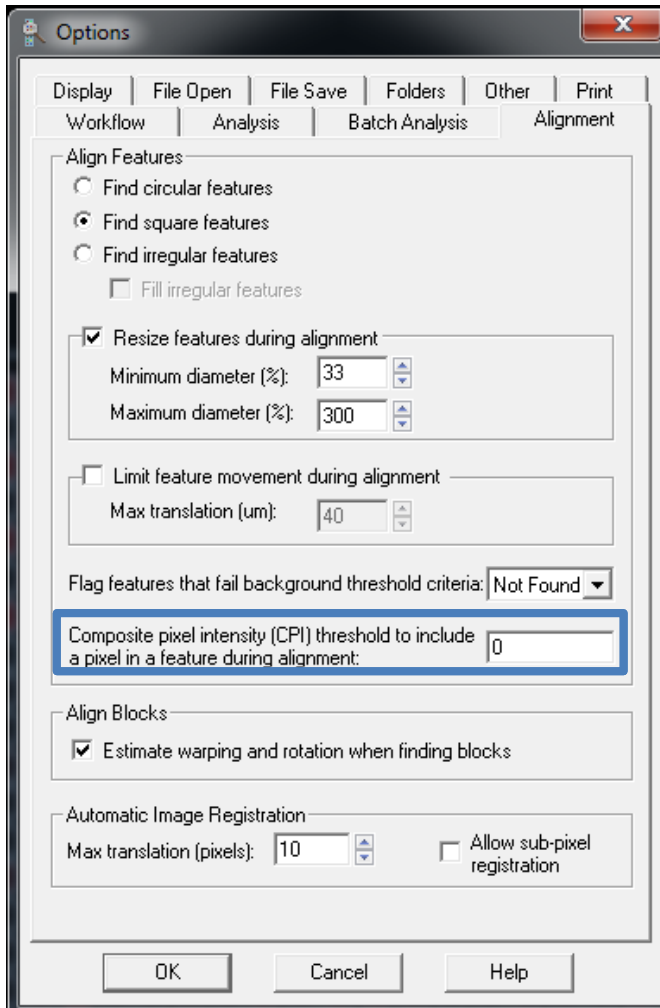 Options
Display
File Open
File Save
Folders
Other
Print
Workflow
Analysis
Batch Analysis
Alignment
Align Features
Find circular features
Find square features
Find irregular features
Fill irregular features
Resize features during alignment
Minimum diameter (%): 33
Maximum diameter (%): 300
Limit feature movement during alignment
Max translation (um): 40
Flag features that fail background threshold criteria: Not Found
Composite pixel intensity (CPI) threshold to include
a pixel in a feature during alignment: 0
Align Blocks
Estimate warping and rotation when finding blocks
Automatic Image Registration
Max translation (pixels): 10
Allow sub-pixel
registration
OK
Cancel
Help